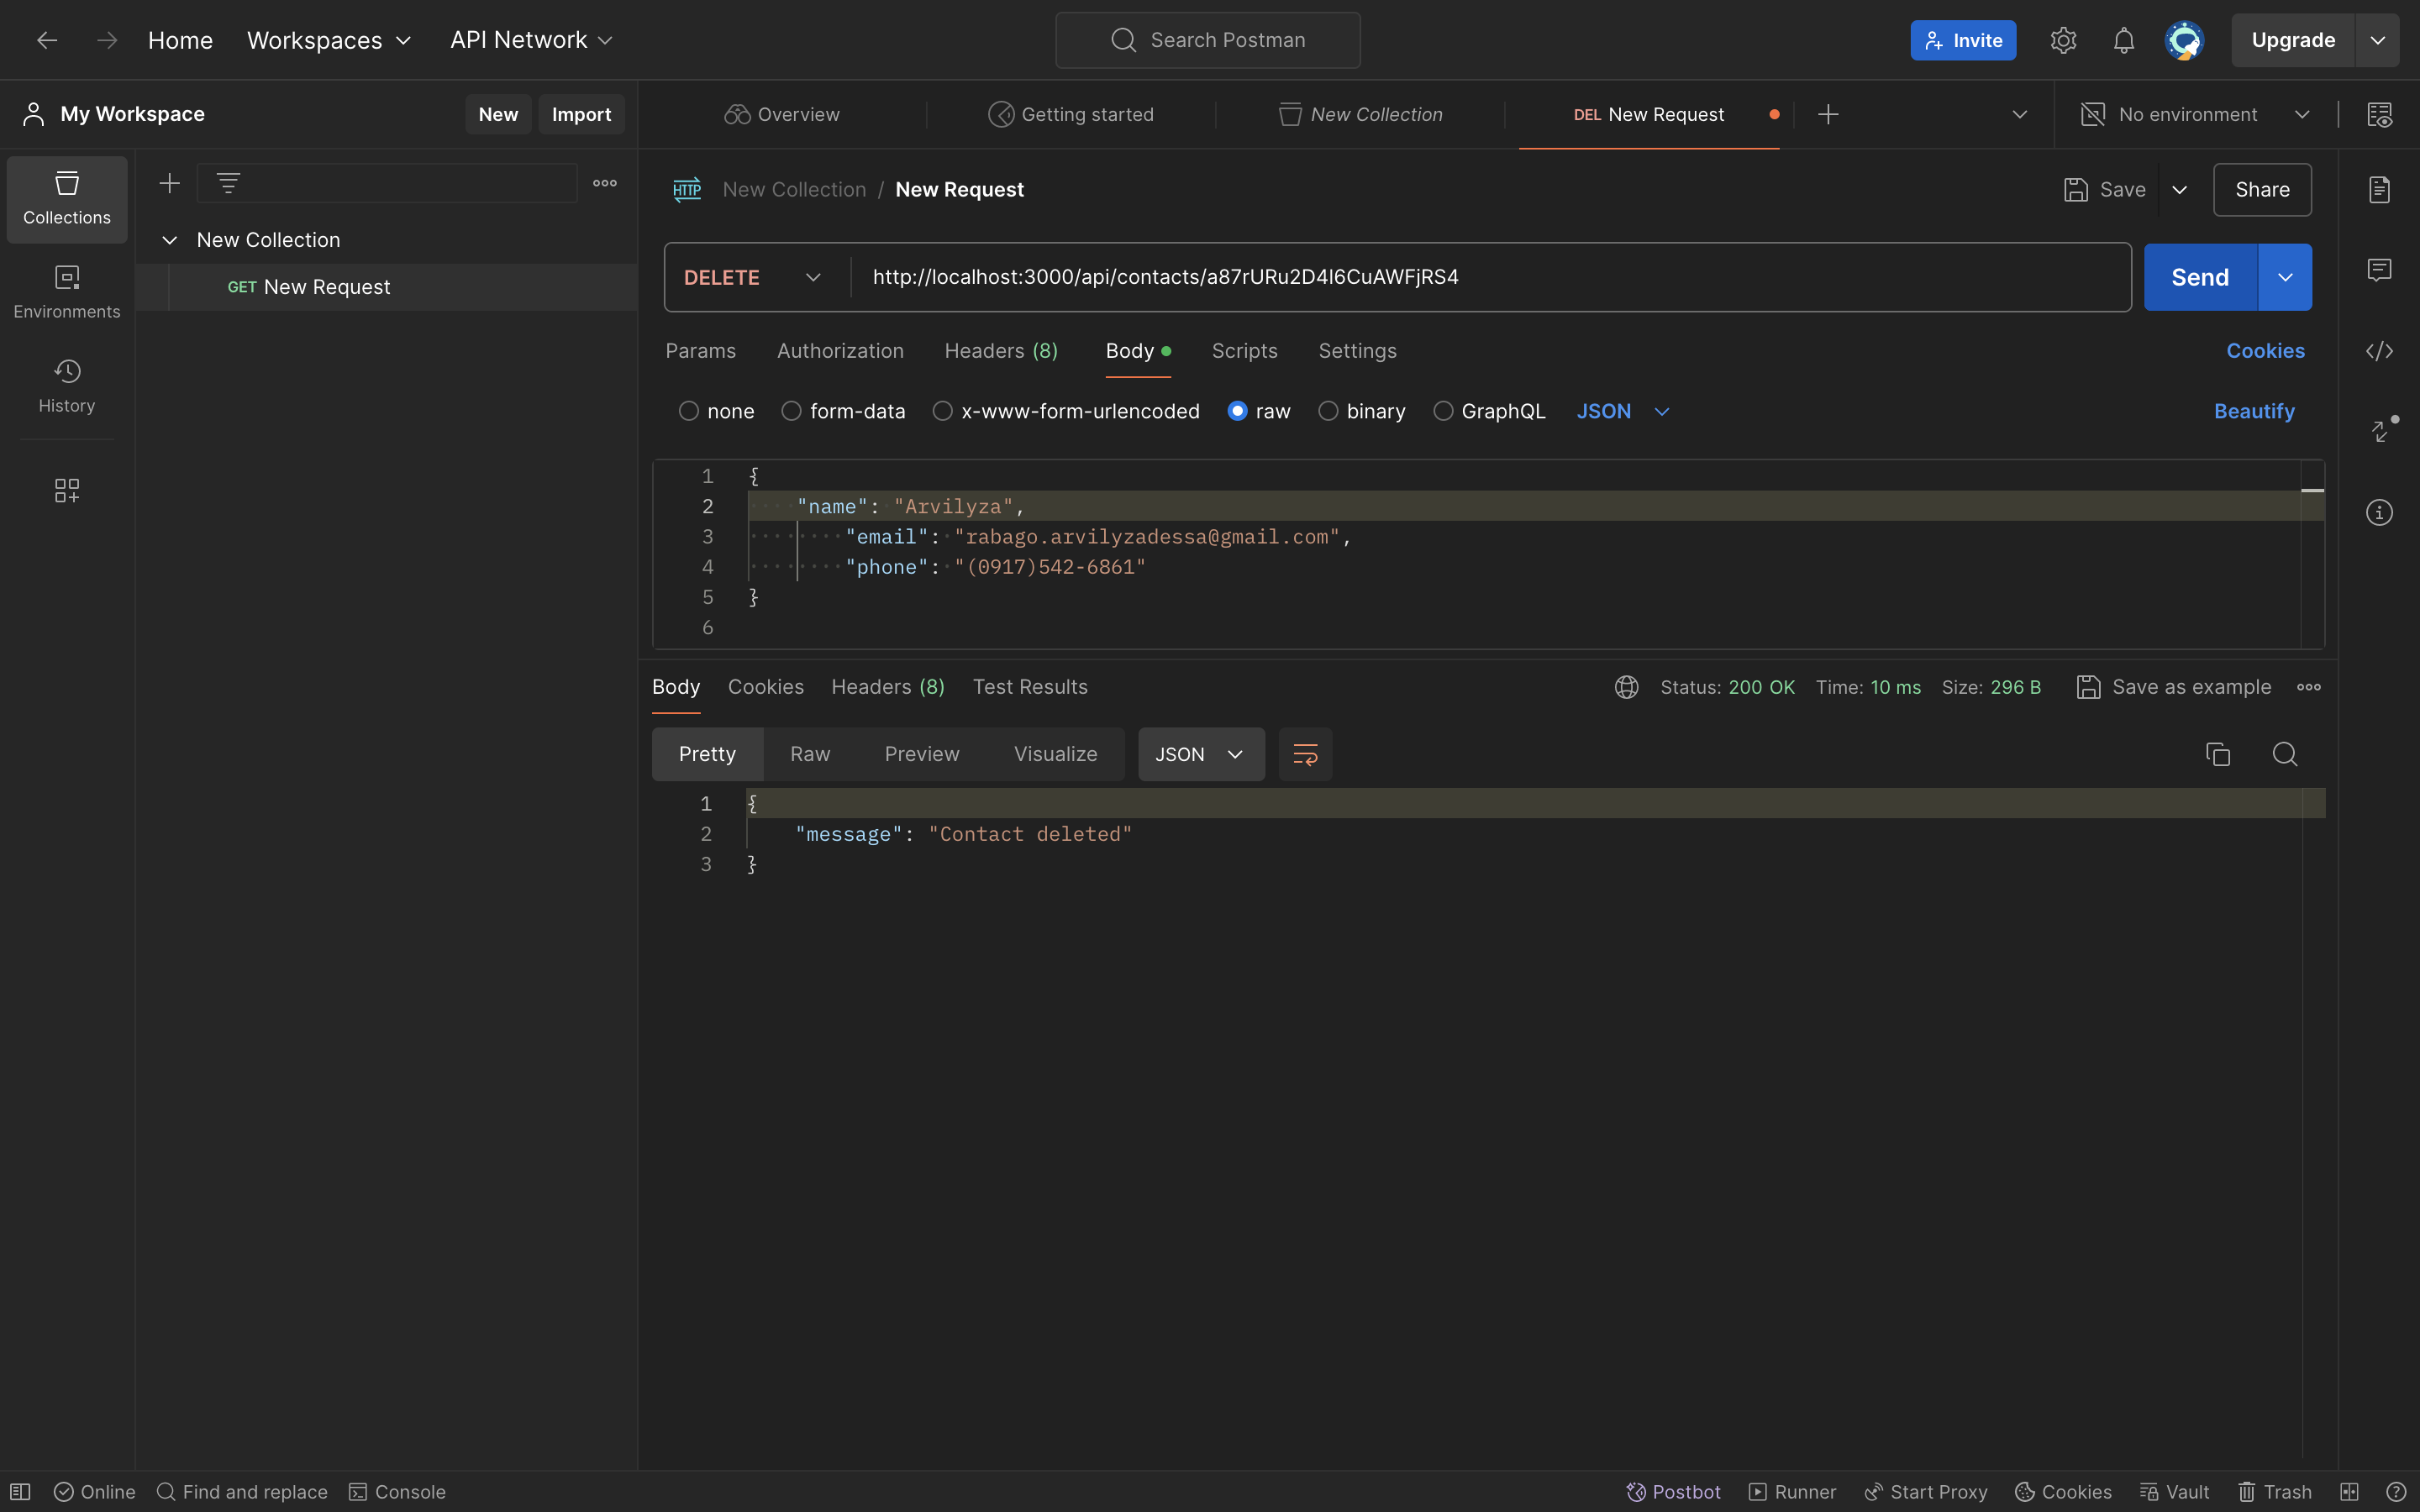 Home Workspaces API Network Search Postman Invite Upgrade
My Workspace New Import Overview Getting started New Collection DEL New Request No environment
Collections
Environments
History
New Collection
GET New Request
HTTP New Collection / New Request Save Share
DELETE http://localhost:3000/api/contacts/a87rURu2D4l6CuAWFjRS4 Send
Params Authorization Headers (8) Body Scripts Settings Cookies
none form-data x-www-form-urlencoded raw binary GraphQL JSON Beautify
1 {
2 "name": "Arvilyza",
3 "email": "rabago.arvilyzadessa@gmail.com",
4 "phone": "(0917)542-6861"
5 }
6
Body Cookies Headers (8) Test Results Status: 200 OK Time: 10 ms Size: 296 B Save as example
Pretty Raw Preview Visualize JSON
1 {
2 "message": "Contact deleted"
3 }
Online Find and replace Console Postbot Runner Start Proxy Cookies Vault Trash